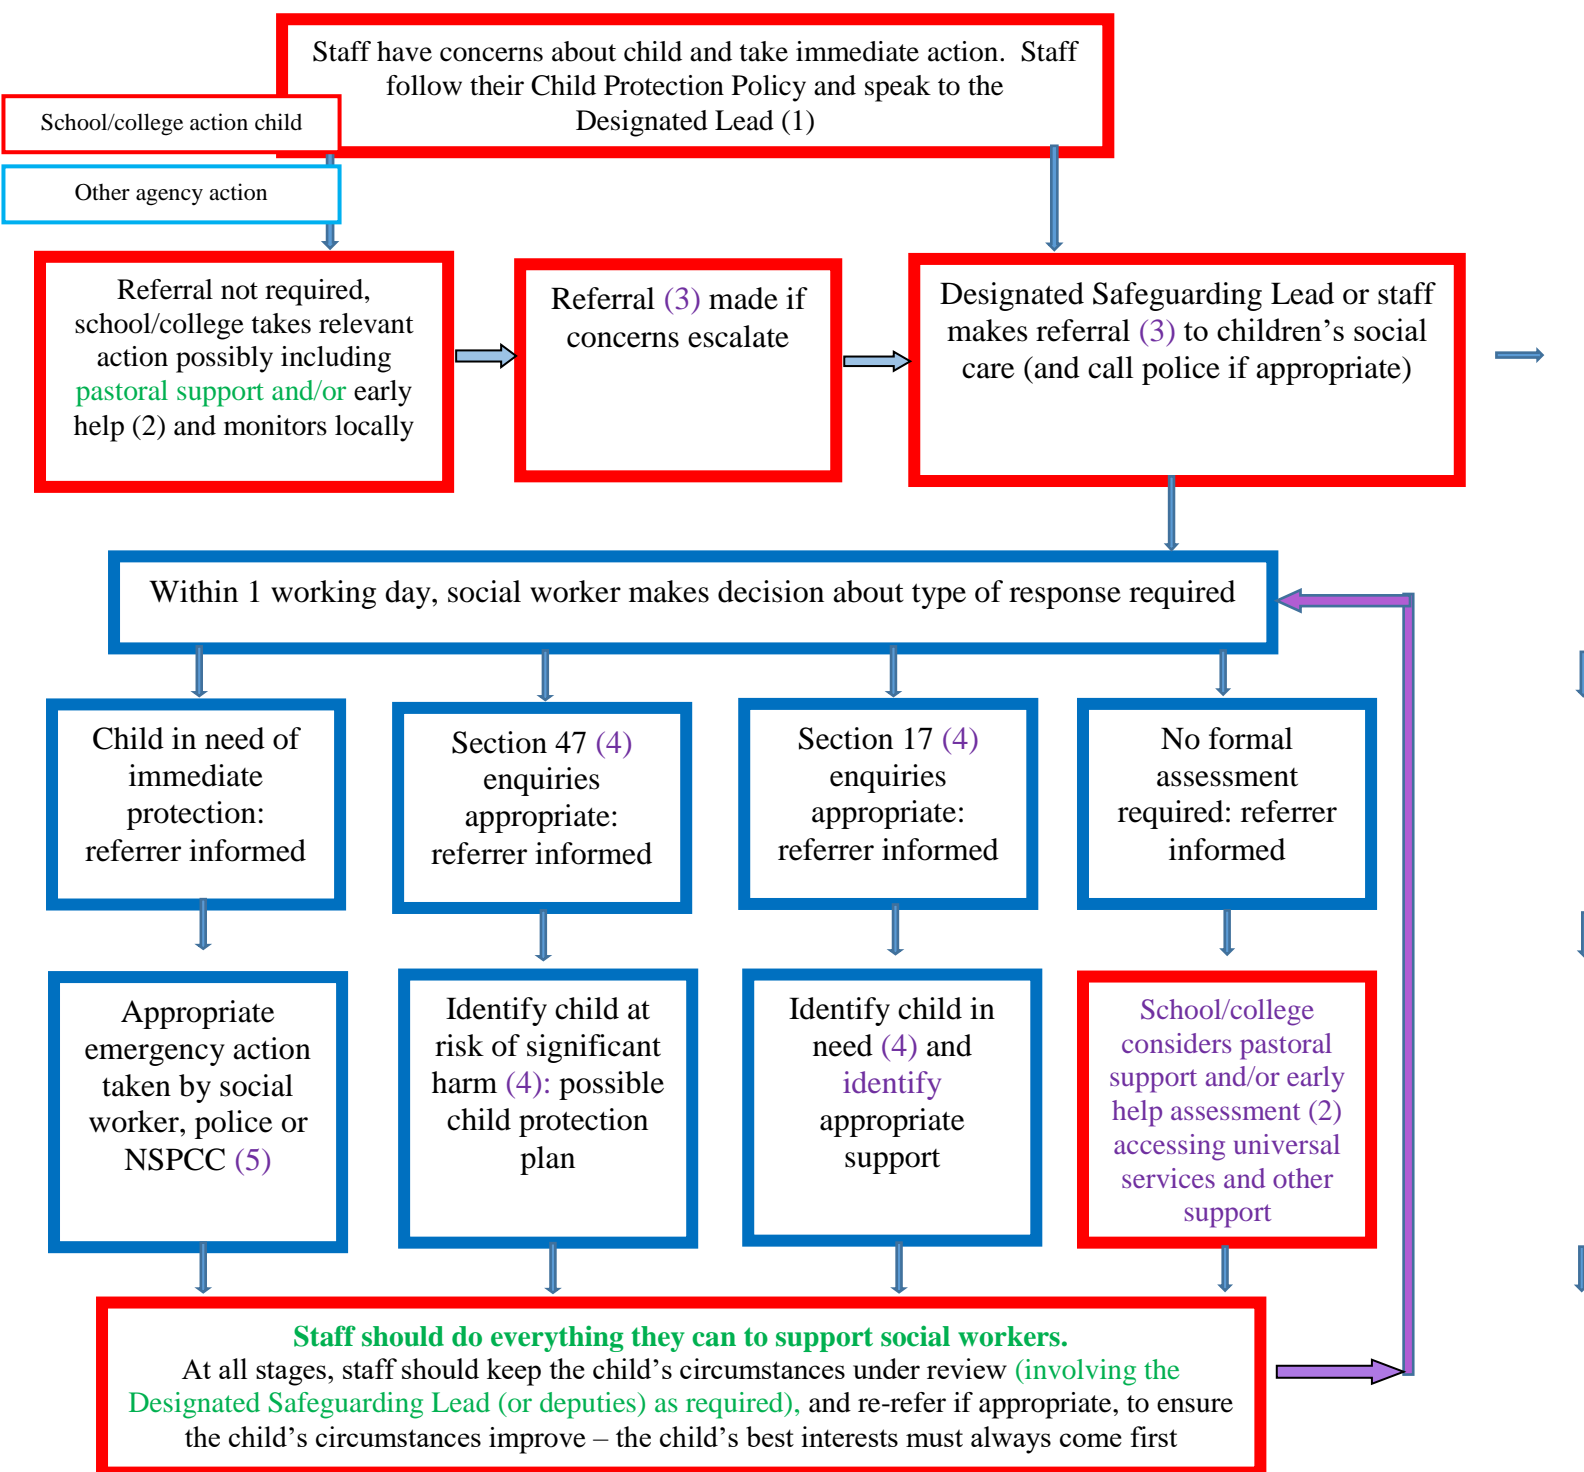 Staff have concerns about child and take immediate action.  Staff
follow their Child Protection Policy and speak to the
Designated Lead (1)
School/college action child
Other agency action
Referral not required,
school/college takes relevant
action possibly including
pastoral support and/or early
help (2) and monitors locally
Referral (3) made if
concerns escalate
Designated Safeguarding Lead or staff
makes referral (3) to children’s social
care (and call police if appropriate)
Within 1 working day, social worker makes decision about type of response required
Child in need of
immediate
protection:
referrer informed
Section 47 (4)
enquiries
appropriate:
referrer informed
Section 17 (4)
enquiries
appropriate:
referrer informed
No formal
assessment
required: referrer
informed
Appropriate
emergency action
taken by social
worker, police or
NSPCC (5)
Identify child at
risk of significant
harm (4): possible
child protection
plan
Identify child in
need (4) and
identify
appropriate
support
School/college
considers pastoral
support and/or early
help assessment (2)
accessing universal
services and other
support
Staff should do everything they can to support social workers.
At all stages, staff should keep the child’s circumstances under review (involving the
Designated Safeguarding Lead (or deputies) as required), and re-refer if appropriate, to ensure
the child’s circumstances improve – the child’s best interests must always come first